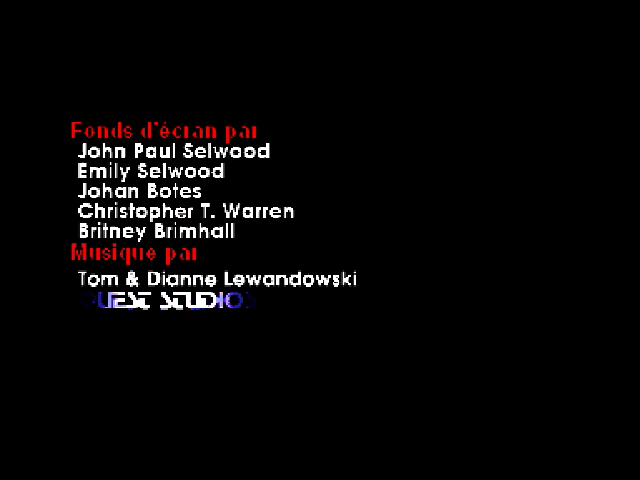 Fonds d'écran par
John Paul Selwood
Emily Selwood
Johan Botes
Christopher T. Warren
Britney Brimhall
Musique par
Tom & Dianne Lewandowski
STUDIOS